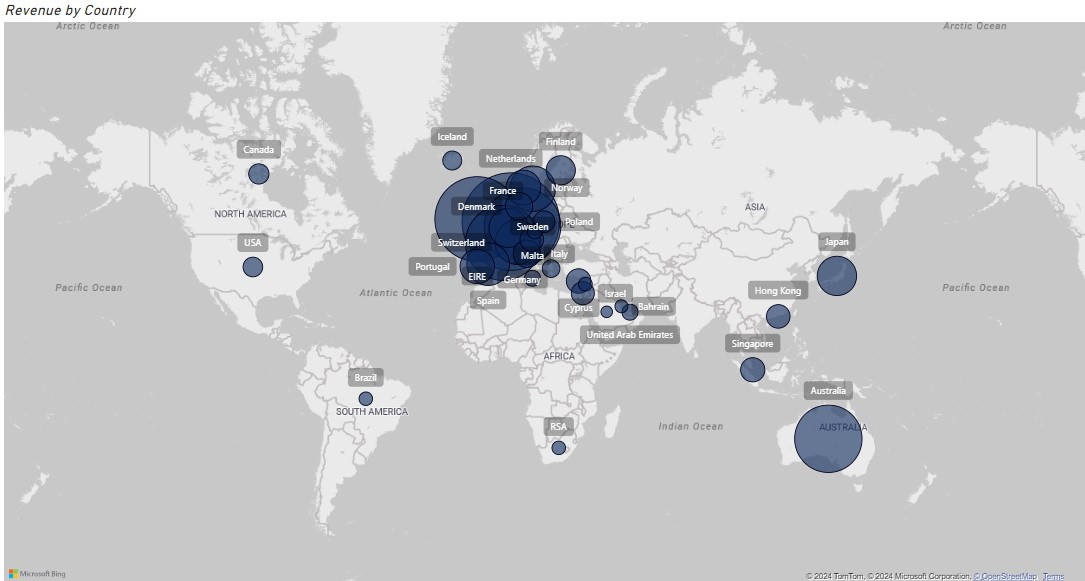 Revenue by Country
Arctic Ocean
Arctic Ocean
Iceland
Finland
Canada
Netherlands
France
Norway
Denmark
ASIA
NORTH AMERICA
Sweden
Poland
USA
Switzerland
Japan
Malta
Italy
Portugal
EIRE
Germany
Pacific Ocean
Atlantic Ocean
Spain
Israel
Hong Kong
Pacific Ocean
Cyprus
Bahrain
United Arab Emirates
Singapore
AFRICA
Brazil
Australia
SOUTH AMERICA
RSA
Indian Ocean
AUSTRALIA
Microsoft Bing
© 2024 TomTom, © 2024 Microsoft Corporation, © OpenStreetMap Terms